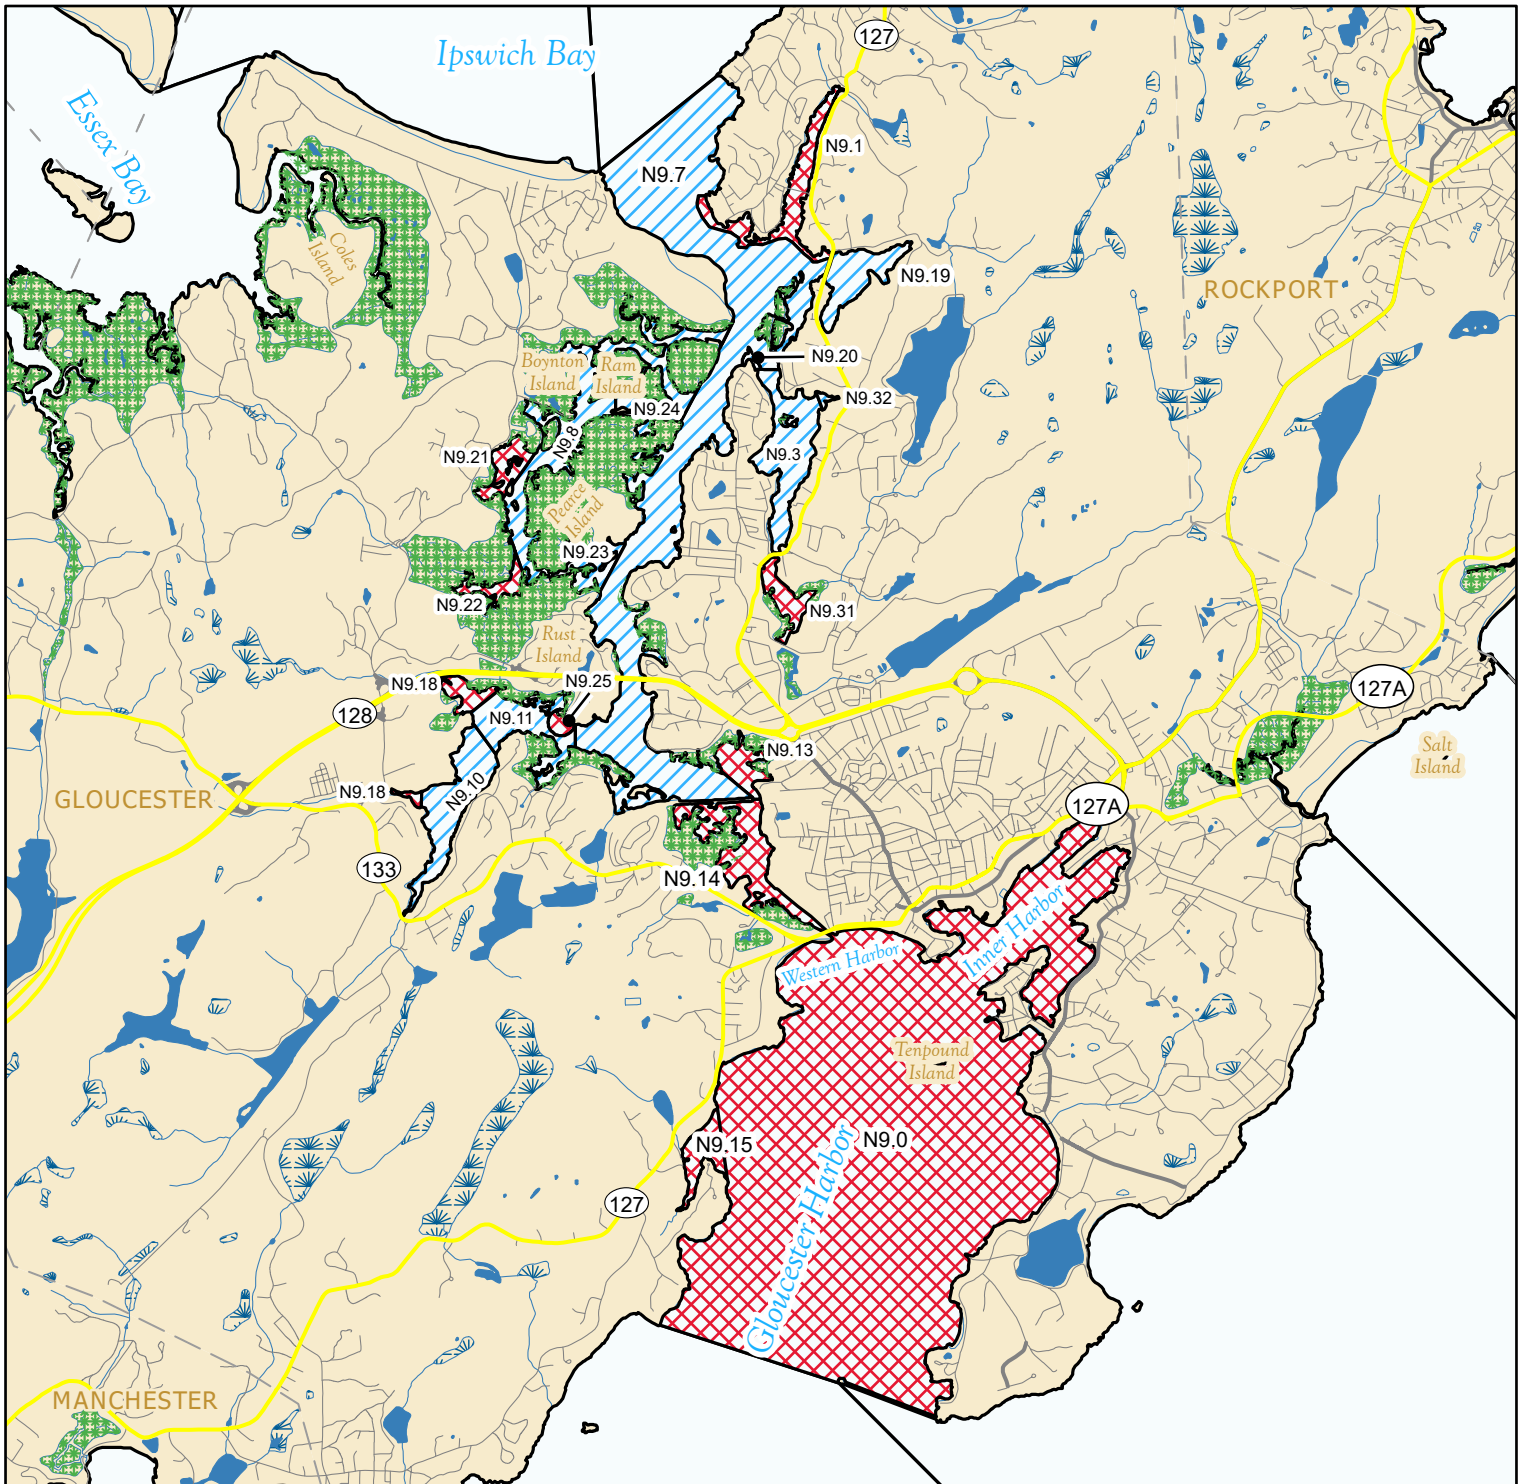 127
Ipswich Bay
Essex Bay
N9.1
N9.7
Coles
Island
N9.19
ROCKPORT
N9.20
Boynton
Island
Ram
Island
N9.24
N9.32
N9.8
N9.21
N9.3
Pearce
Island
N9.23
N9.22
N9.31
Rust
Island
N9.18
N9.25
127A
128
N9.11
N9.13
Salt
Island
GLOUCESTER
N9.18
N9.10
127A
133
N9.14
Western Harbor
Inner Harbor
Tenpound
Island
N9.15
N9.0
127
Gloucester Harbor
MANCHESTER